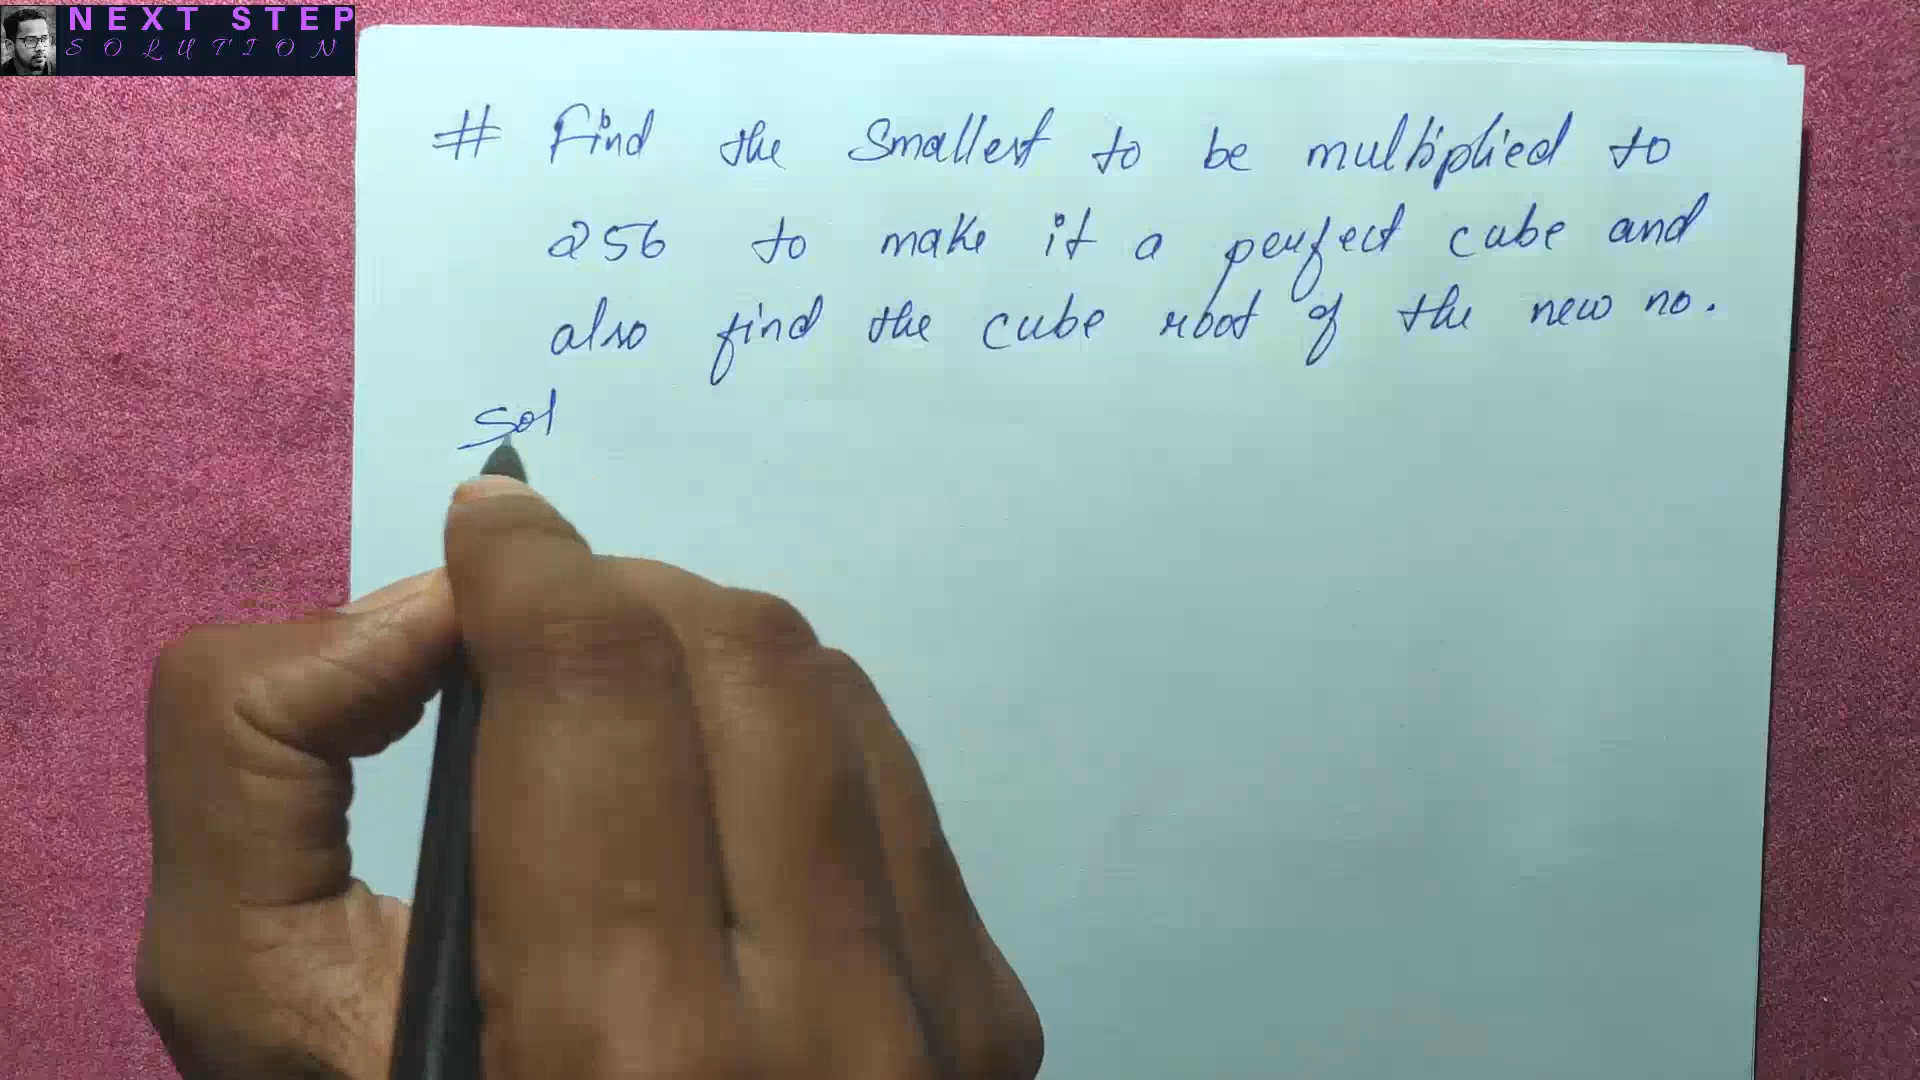 NEXT STEP
SOLUTION
# Find the Smallest to be multiplied to
256 to make it a perfect cube and
also find the cube root of the new no.
Sol